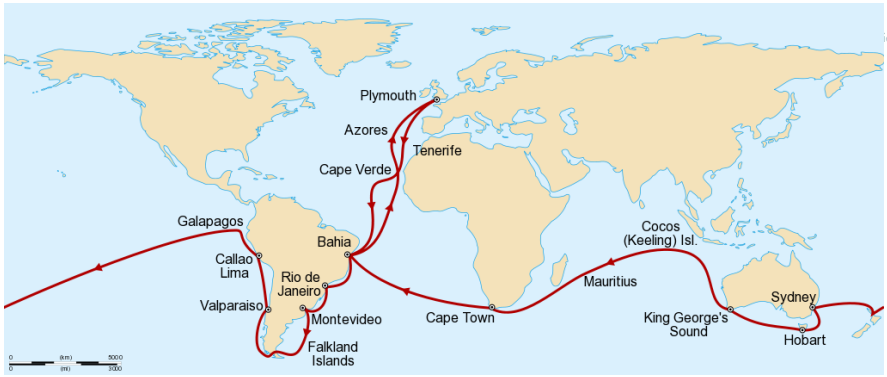 Plymouth
Azores
Tenerife
Cape Verde
Galapagos
Bahia
Cocos
(Keeling) Isl.
Callao
Lima
Rio de
Janeiro
Mauritius
Sydney
Valparaiso
Montevideo
Cape Town
King George's
Sound
Hobart
Falkland
Islands
0 (km) 5000
0 (mi) 3000